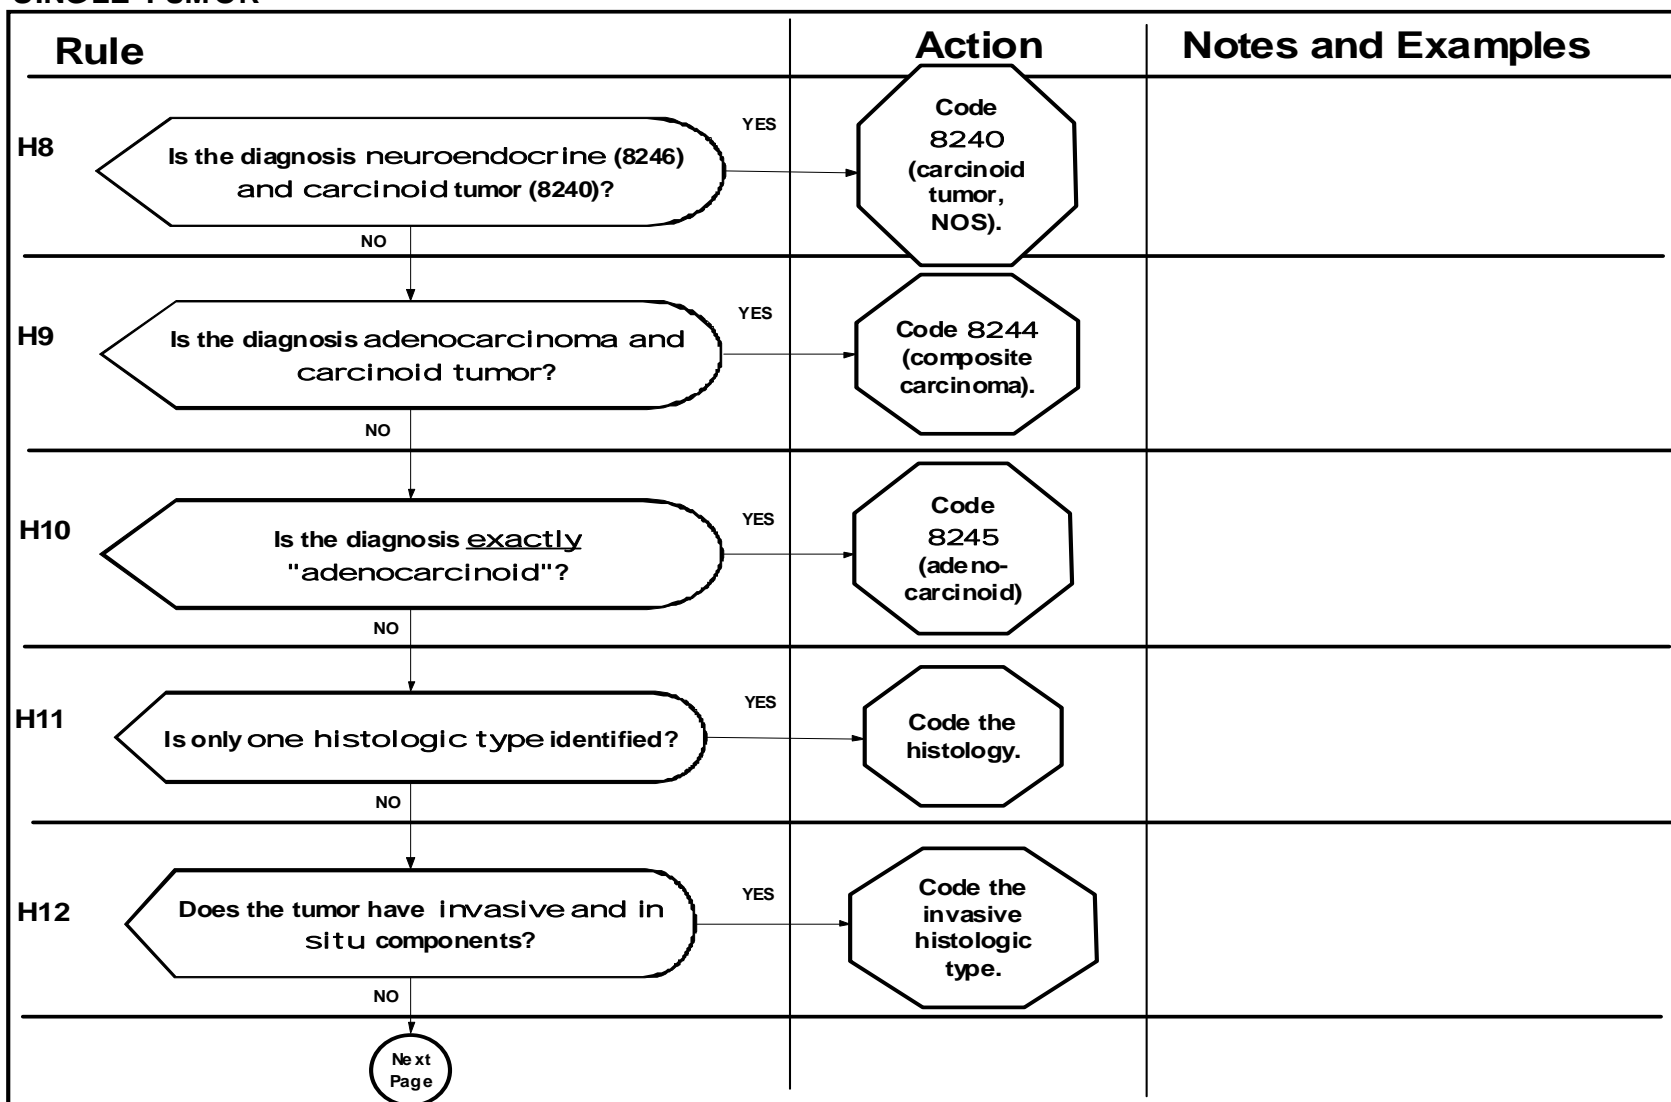 SINGLE TUMOR
Rule
Action
Notes and Examples
H8
Is the diagnosis neuroendocrine (8246)
and carcinoid tumor (8240)?
YES
Code
8240
(carcinoid
tumor,
NOS).
NO
H9
Is the diagnosis adenocarcinoma and
carcinoid tumor?
YES
Code 8244
(composite
carcinoma).
NO
H10
Is the diagnosis exactly
"adenocarcinoid"?
YES
Code
8245
(adeno-
carcinoid)
NO
H11
Is only one histologic type identified?
YES
Code the
histology.
NO
H12
Does the tumor have invasive and in
situ components?
YES
Code the
invasive
histologic
type.
NO
Next
Page